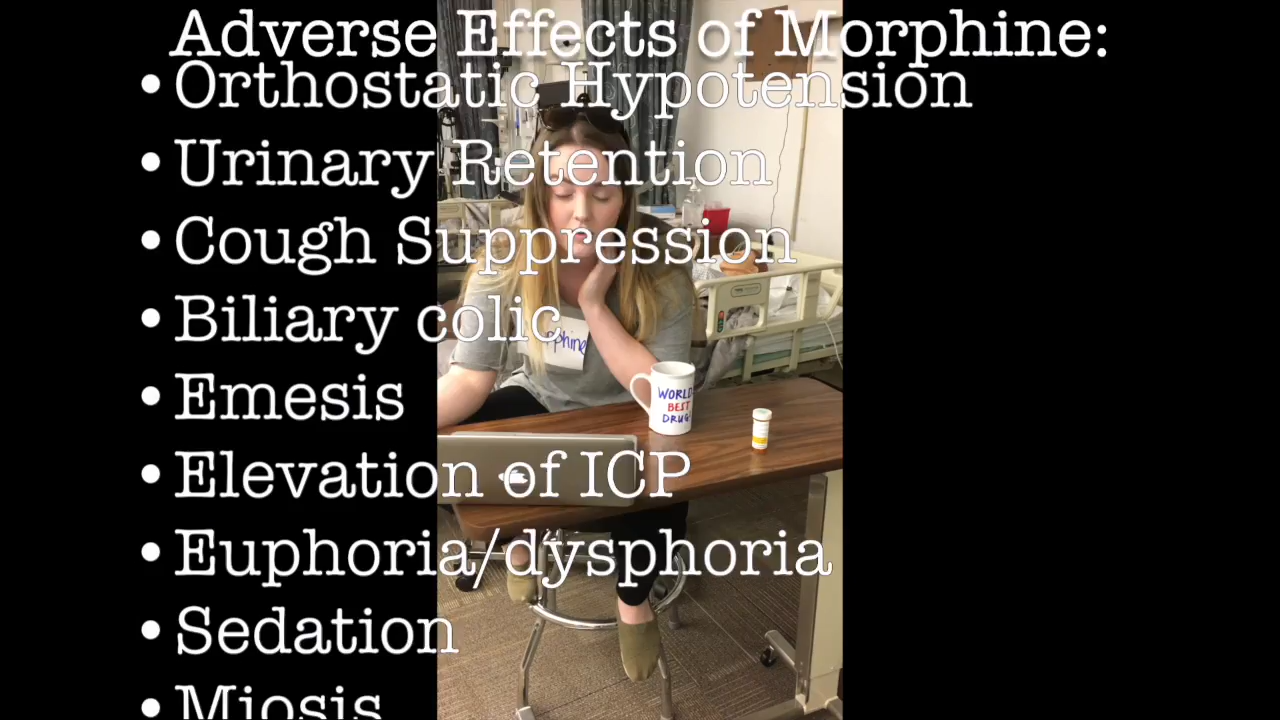 Adverse Effects of Morphine:
• Orthostatic Hypotension
• Urinary Retention
• Cough Suppression
• Biliary colic
• Emesis
• Elevation of ICP
• Euphoria/dysphoria
• Sedation
• Miosis
WORLD
BEST
DRUG